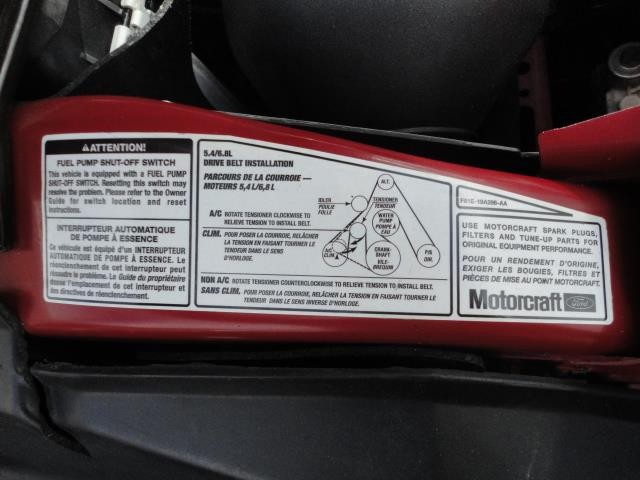 ATTENTION!
FUEL PUMP SHUT-OFF SWITCH
This vehicle is equipped with a FUEL PUMP
SHUT-OFF SWITCH. Resetting this switch may
resolve the problem. Please refer to the Owner
Guide for switch location and reset
instructions.
INTERRUPTEUR AUTOMATIQUE
DE POMPE À ESSENCE
Ce véhicule est équipé d'un INTERRUPTEUR
AUTOMATIQUE DE POMPE À ESSENCE. Le
réenclenchement de cet interrupteur peut
résoudre le problème. Le Guide du propriétaire
donne l'emplacement de cet interrupteur et
les directives de réenclenchement.
5.4/6.8L
DRIVE BELT INSTALLATION
PARCOURS DE LA COURROIE —
MOTEURS 5,4 L/6,8 L
A/C ROTATE TENSIONER CLOCKWISE TO
RELIEVE TENSION TO INSTALL BELT.
CLIM. POUR POSER LA COURROIE, RELÂCHER
LA TENSION EN FAISANT TOURNER LE
TENDEUR DANS LE SENS
D'HORLOGE.
ALT.
IDLER
POULIE
FOLLE
TENSIONER
TENDEUR
WATER
PUMP
POMPE À
EAU
A/C
CLIM.
CRANK-
SHAFT
VILE-
BREQUIN
P/S
DIR.
NON A/C ROTATE TENSIONER COUNTERCLOCKWISE TO RELIEVE TENSION TO INSTALL BELT.
SANS CLIM. POUR POSER LA COURROIE, RELÂCHER LA TENSION EN FAISANT TOURNER LE
TENDEUR DANS LE SENS INVERSE D'HORLOGE.
F81E-19A286-AA
USE MOTORCRAFT SPARK PLUGS,
FILTERS AND TUNE-UP PARTS FOR
ORIGINAL EQUIPMENT PERFORMANCE.
POUR UN RENDEMENT D'ORIGINE,
EXIGER LES BOUGIES, FILTRES ET
PIÈCES DE MISE AU POINT MOTORCRAFT.
Motorcraft Ford